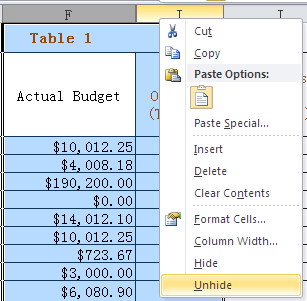 F I I
Table 1
Actual Budget
O
(T
s
)
$10,012.25
$4,008.18
$190,200.00
$0.00
$14,012.10
$10,012.25
$723.67
$3,000.00
$6,080.90
Cut
Copy
Paste Options:
Paste Special...
Insert
Delete
Clear Contents
Format Cells...
Column Width...
Hide
Unhide